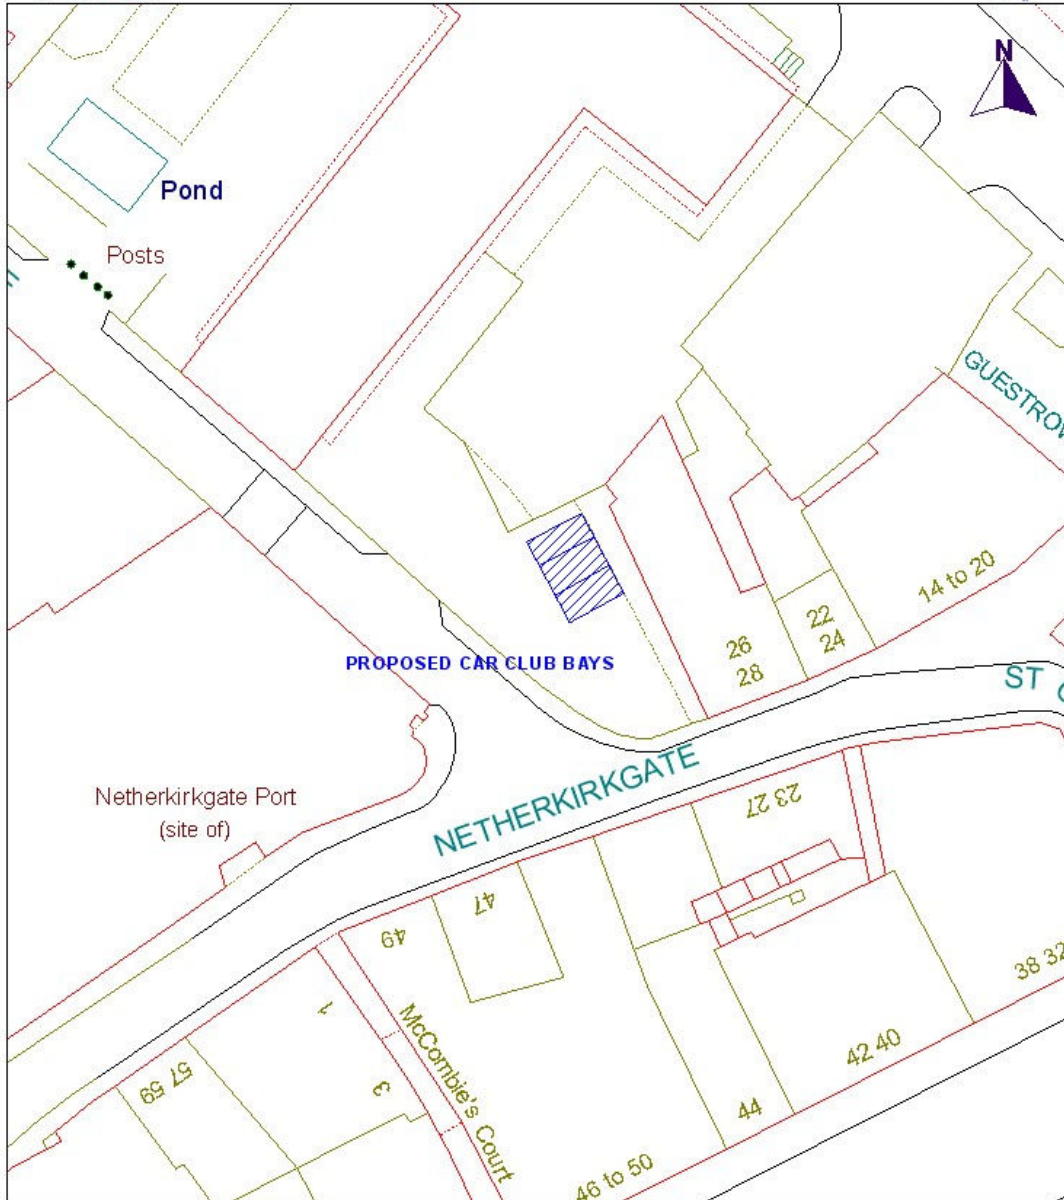 N
Pond
Posts
GUESTROW
14 to 20
22
24
26
28
PROPOSED CAR CLUB BAYS
ST
Netherkirkgate Port
(site of)
NETHERKIRKGATE
23 27
47
49
38 32
1
McCombie's Court
42 40
57 59
3
44
46 to 50